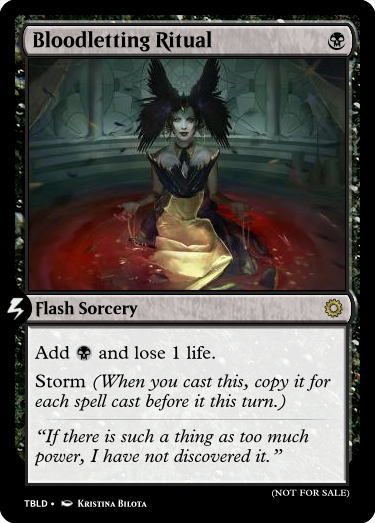 Bloodletting Ritual
Flash Sorcery
Add and lose 1 life.
Storm (When you cast this, copy it for
each spell cast before it this turn.)
“If there is such a thing as too much
power, I have not discovered it.”
(NOT FOR SALE)
TBLD • Kristina Bilota